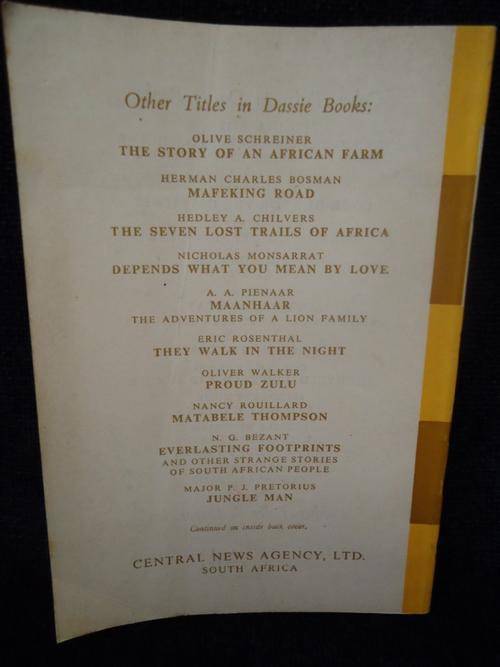 Other Titles in Dassie Books:
OLIVE SCHREINER
THE STORY OF AN AFRICAN FARM
HERMAN CHARLES BOSMAN
MAFEKING ROAD
HEDLEY A. CHILVERS
THE SEVEN LOST TRAILS OF AFRICA
NICHOLAS MONSARRAT
DEPENDS WHAT YOU MEAN BY LOVE
A. A. PIENAAR
MAANHAAR
THE ADVENTURES OF A LION FAMILY
ERIC ROSENTHAL
THEY WALK IN THE NIGHT
OLIVER WALKER
PROUD ZULU
NANCY ROUILLARD
MATABELE THOMPSON
N. G. BEZANT
EVERLASTING FOOTPRINTS
AND OTHER STRANGE STORIES
OF SOUTH AFRICAN PEOPLE
MAJOR P. J. PRETORIUS
JUNGLE MAN
Continued on inside back cover.
CENTRAL NEWS AGENCY, LTD.
SOUTH AFRICA